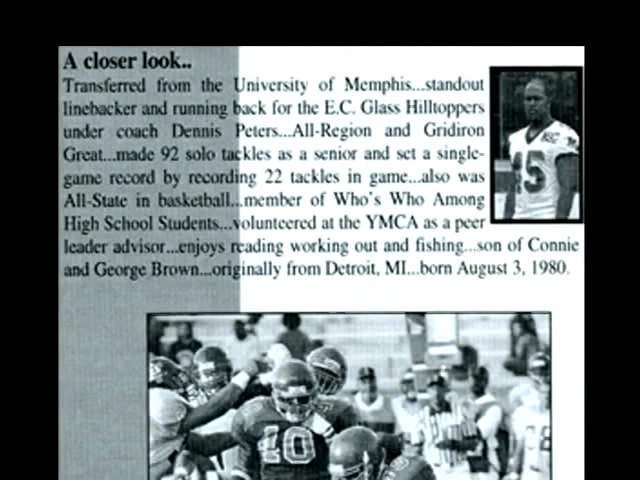 A closer look..
Transferred from the University of Memphis...standout
linebacker and running back for the E.C. Glass Hilltoppers
under coach Dennis Peters...All-Region and Gridiron
Great...made 92 solo tackles as a senior and set a single-
game record by recording 22 tackles in game...also was
All-State in basketball...member of Who's Who Among
High School Students...volunteered at the YMCA as a peer
leader advisor...enjoys reading working out and fishing...son of Connie
and George Brown...originally from Detroit, MI...born August 3, 1980.
45
10